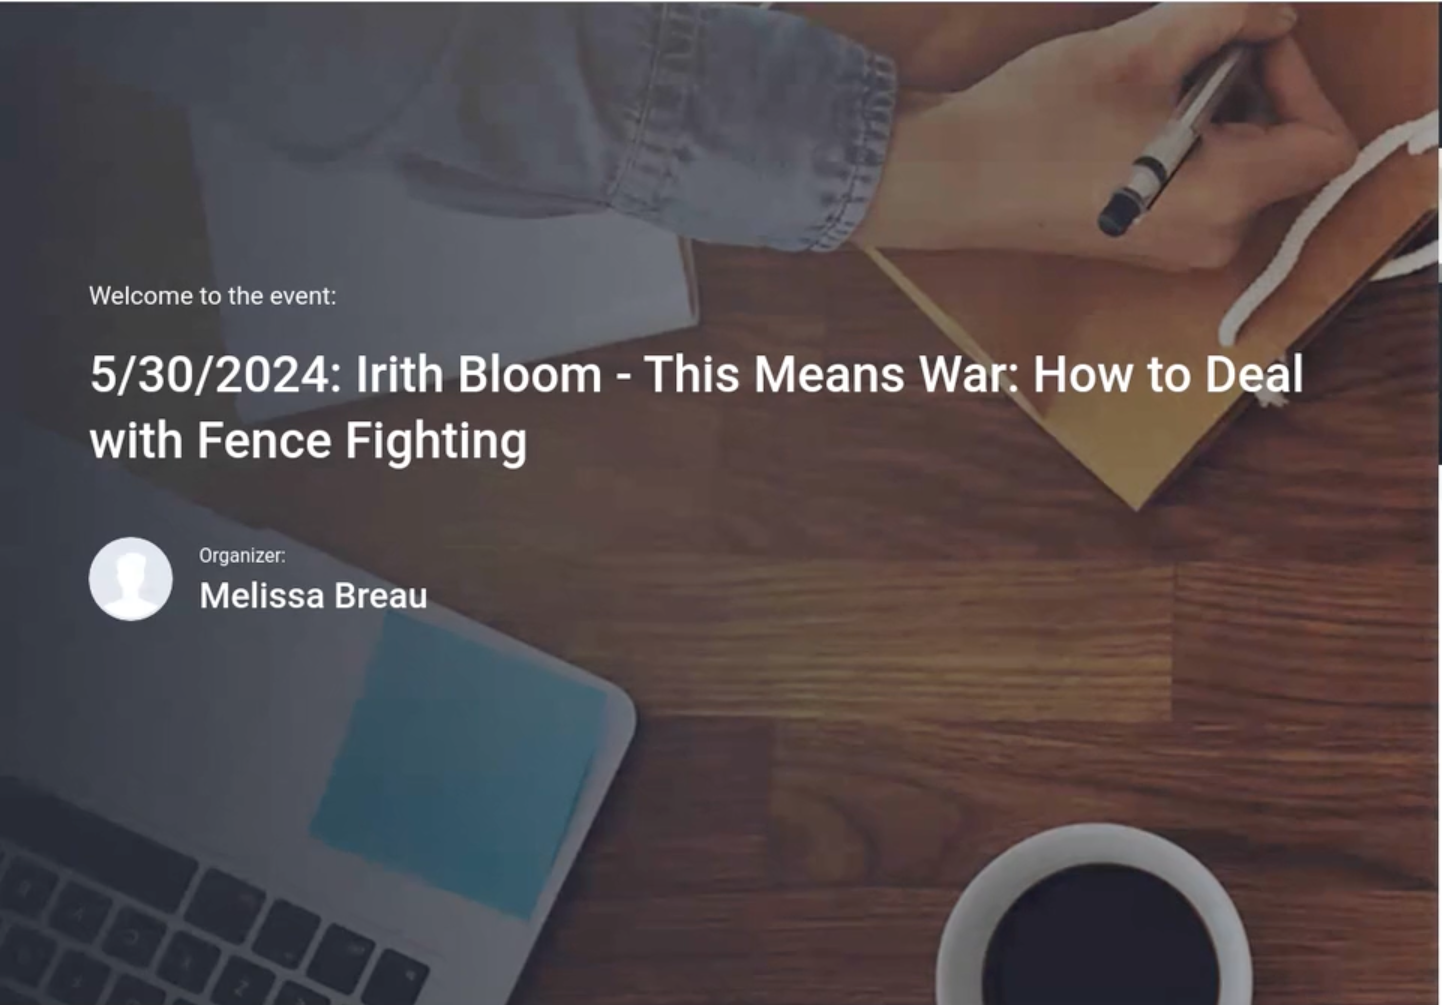 Welcome to the event:
5/30/2024: Irith Bloom - This Means War: How to Deal
with Fence Fighting
Organizer:
Melissa Breau